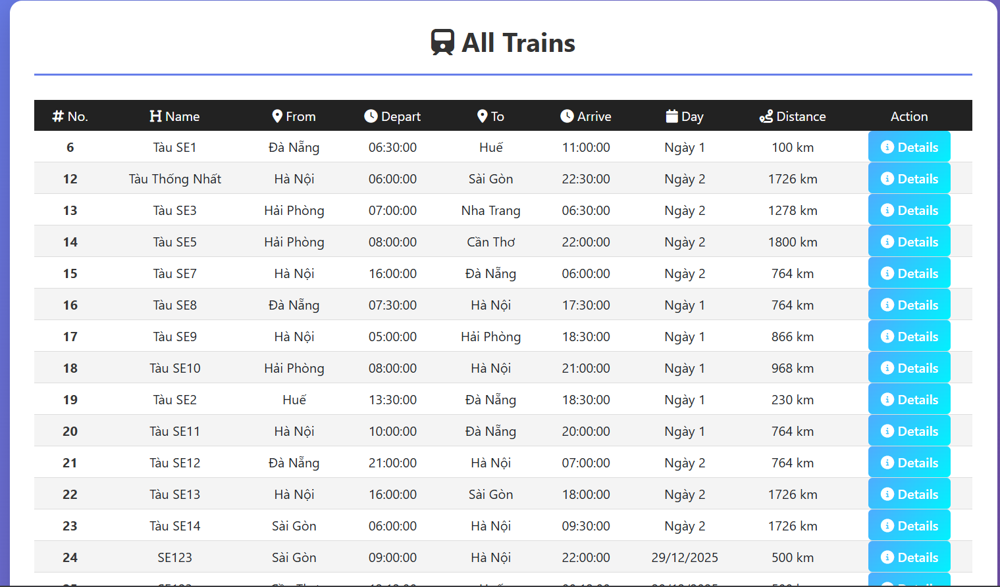 All Trains
No. Name From Depart To Arrive Day Distance Action
6 Tàu SE1 Đà Nẵng 06:30:00 Huế 11:00:00 Ngày 1 100 km Details
12 Tàu Thống Nhất Hà Nội 06:00:00 Sài Gòn 22:30:00 Ngày 2 1726 km Details
13 Tàu SE3 Hải Phòng 07:00:00 Nha Trang 06:30:00 Ngày 2 1278 km Details
14 Tàu SE5 Hải Phòng 08:00:00 Cần Thơ 22:00:00 Ngày 2 1800 km Details
15 Tàu SE7 Hà Nội 16:00:00 Đà Nẵng 06:00:00 Ngày 2 764 km Details
16 Tàu SE8 Đà Nẵng 07:30:00 Hà Nội 17:30:00 Ngày 1 764 km Details
17 Tàu SE9 Hà Nội 05:00:00 Hải Phòng 18:30:00 Ngày 1 866 km Details
18 Tàu SE10 Hải Phòng 08:00:00 Hà Nội 21:00:00 Ngày 1 968 km Details
19 Tàu SE2 Huế 13:30:00 Đà Nẵng 18:30:00 Ngày 1 230 km Details
20 Tàu SE11 Hà Nội 10:00:00 Đà Nẵng 20:00:00 Ngày 1 764 km Details
21 Tàu SE12 Đà Nẵng 21:00:00 Hà Nội 07:00:00 Ngày 2 764 km Details
22 Tàu SE13 Hà Nội 16:00:00 Sài Gòn 18:00:00 Ngày 2 1726 km Details
23 Tàu SE14 Sài Gòn 06:00:00 Hà Nội 09:30:00 Ngày 2 1726 km Details
24 SE123 Sài Gòn 09:00:00 Hà Nội 22:00:00 29/12/2025 500 km Details